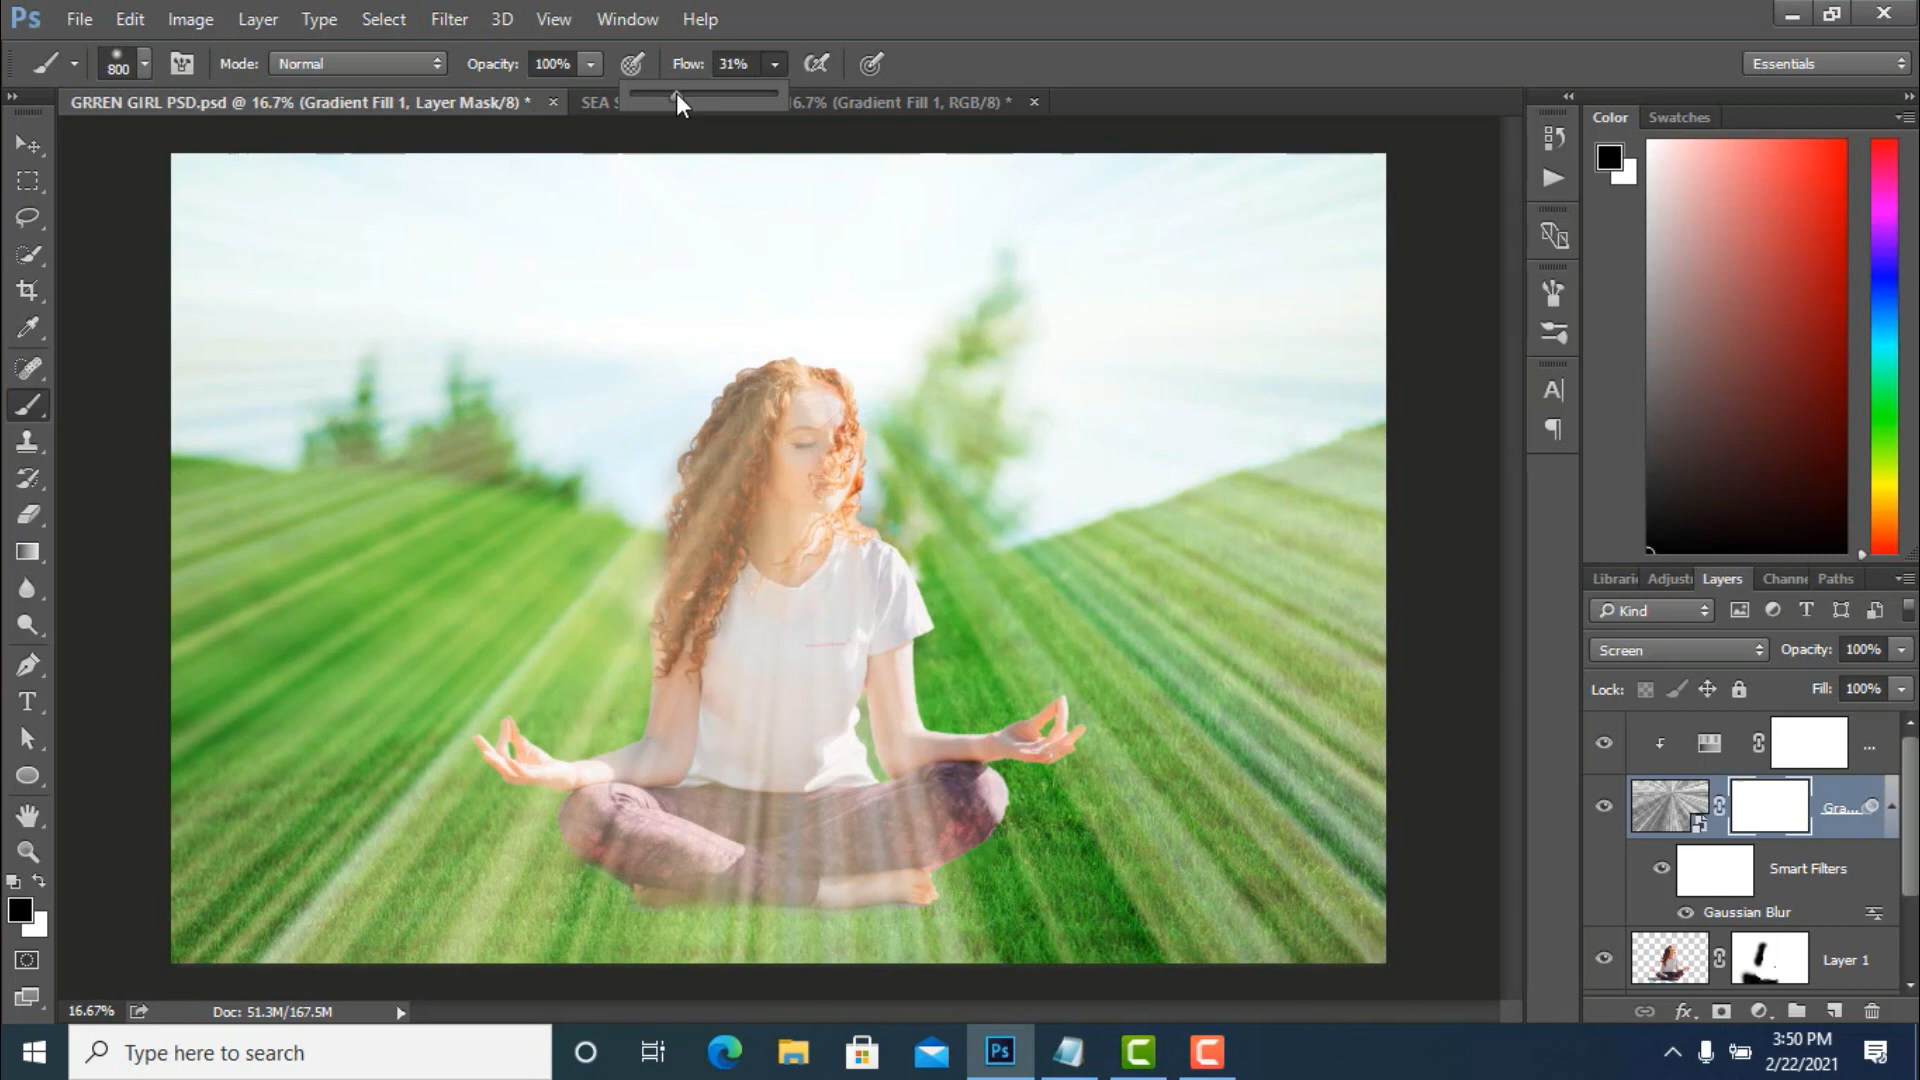 Ps File Edit Image Layer Type Select Filter 3D View Window Help
800 Mode: Normal Opacity: 100% Flow: 31% Essentials
GRREN GIRL PSD.psd @ 16.7% (Gradient Fill 1, Layer Mask/8) * × SEA S 6.7% (Gradient Fill 1, RGB/8) * ×
Color Swatches
Librari Adjust Layers Channe Paths
Kind
Screen Opacity: 100%
Lock: Fill: 100%
...
Gra...
Smart Filters
Gaussian Blur
Layer 1
16.67% Doc: 51.3M/167.5M
Type here to search
Ps
3:50 PM
2/22/2021